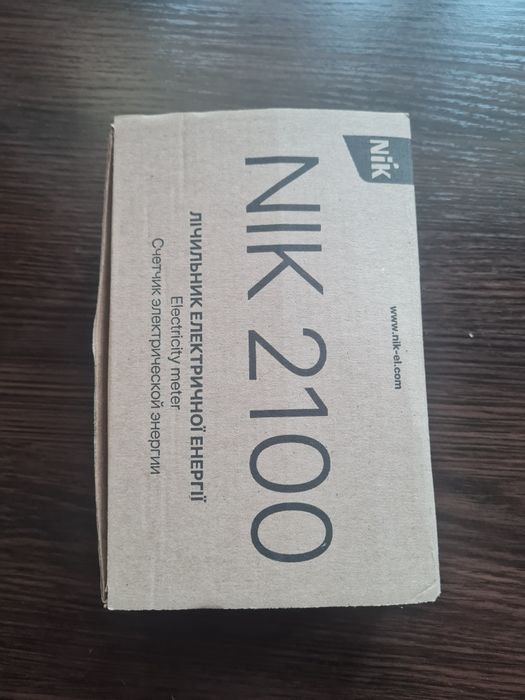 Nik
www.nik-el.com
NIK 2100
ЛІЧИЛЬНИК ЕЛЕКТРИЧНОЇ ЕНЕРГІЇ
Electricity meter
Счетчик электрической энергии